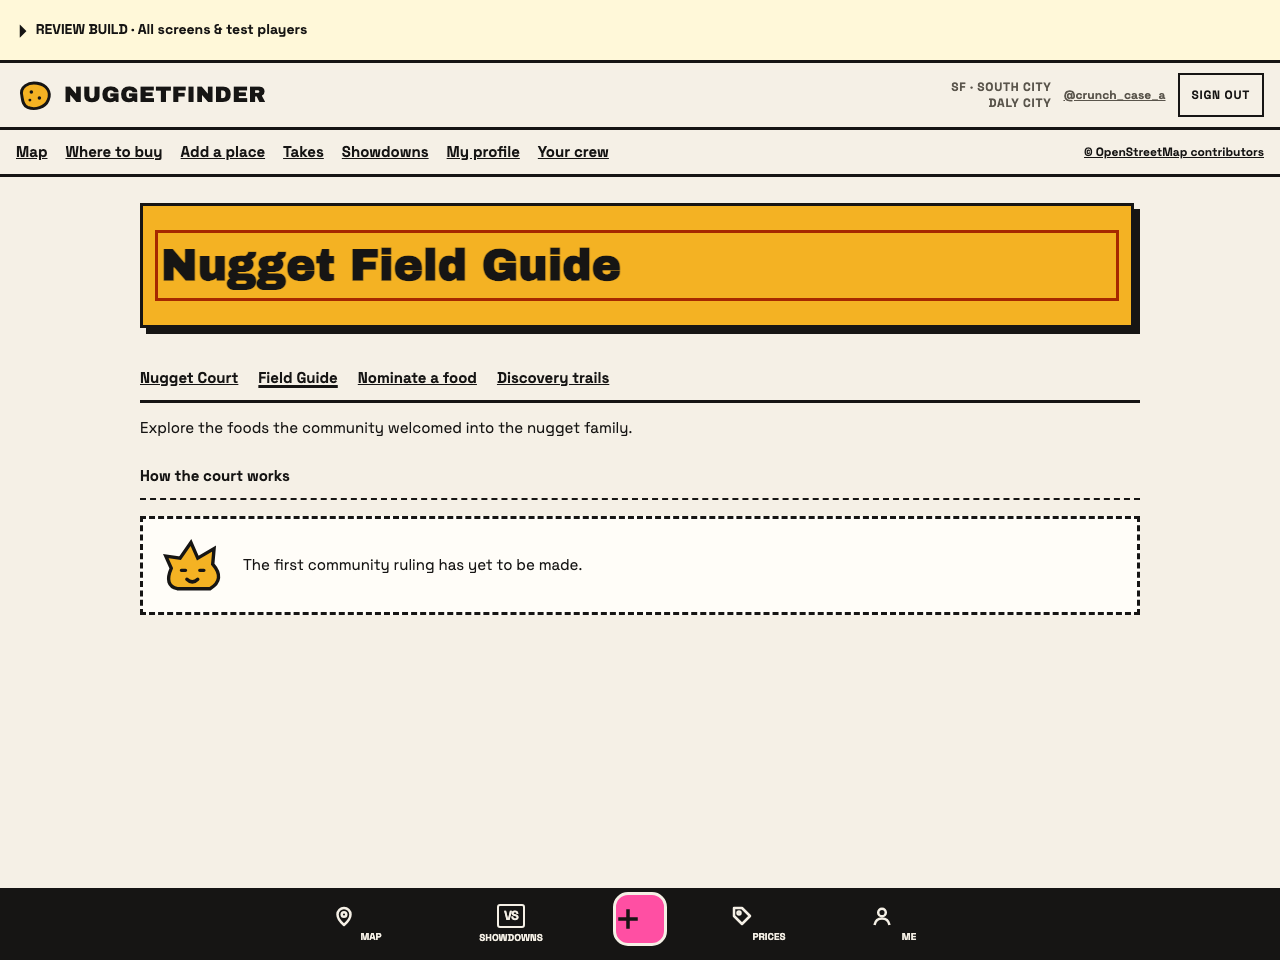 REVIEW BUILD · All screens & test players
NUGGETFINDER
SF · SOUTH CITY
DALY CITY
@crunch_case_a
SIGN OUT
Map
Where to buy
Add a place
Takes
Showdowns
My profile
Your crew
© OpenStreetMap contributors
Nugget Field Guide
Nugget Court
Field Guide
Nominate a food
Discovery trails
Explore the foods the community welcomed into the nugget family.
How the court works
The first community ruling has yet to be made.
MAP
VS
SHOWDOWNS
+
PRICES
ME